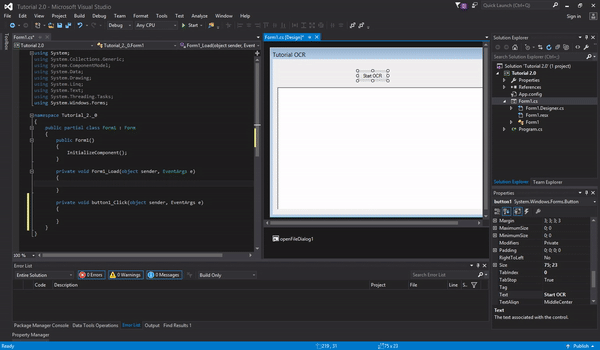 Tutorial 2.0 - Microsoft Visual Studio
Quick Launch (Ctrl+Q)
File Edit View Project Build Debug Team Tools Test Analyze Window Help
Sign in
Start Debug Any CPU
Form1.cs*
Form1.cs [Design]*
Solution Explorer
Toolbox
Tutorial 2.0
Tutorial_2._0.Form1
Form1_Load(object sender, Event
using System;
using System.Collections.Generic;
using System.ComponentModel;
using System.Data;
using System.Drawing;
using System.Linq;
using System.Text;
using System.Threading.Tasks;
using System.Windows.Forms;
namespace Tutorial_2._0
{
public partial class Form1 : Form
{
public Form1()
{
InitializeComponent();
}
private void Form1_Load(object sender, EventArgs e)
{
}
private void button1_Click(object sender, EventArgs e)
{
}
}
}
100 %
Tutorial OCR
Start OCR
openFileDialog1
Search Solution Explorer
Solution 'Tutorial 2.0' (1 project)
Tutorial 2.0
Properties
References
App.config
Form1.cs
Form1.Designer.cs
Form1.resx
Form1
Program.cs
Solution Explorer Team Explorer
Properties
button1 System.Windows.Forms.Button
Margin 3; 3; 3; 3
MaximumSize 0; 0
MinimumSize 0; 0
Modifiers Private
Padding 0; 0; 0; 0
RightToLeft No
Size 75; 23
TabIndex 0
TabStop True
Tag
Text Start OCR
TextAlign MiddleCenter
Text
The text associated with the control.
Error List
Entire Solution 0 Errors 0 Warnings 0 Messages Build Only
Search Error List
Code Description Project File Line
Package Manager Console Data Tools Operations Error List Output Find Results 1
Property Manager
Ready 219 , 31 75 x 23 Publish